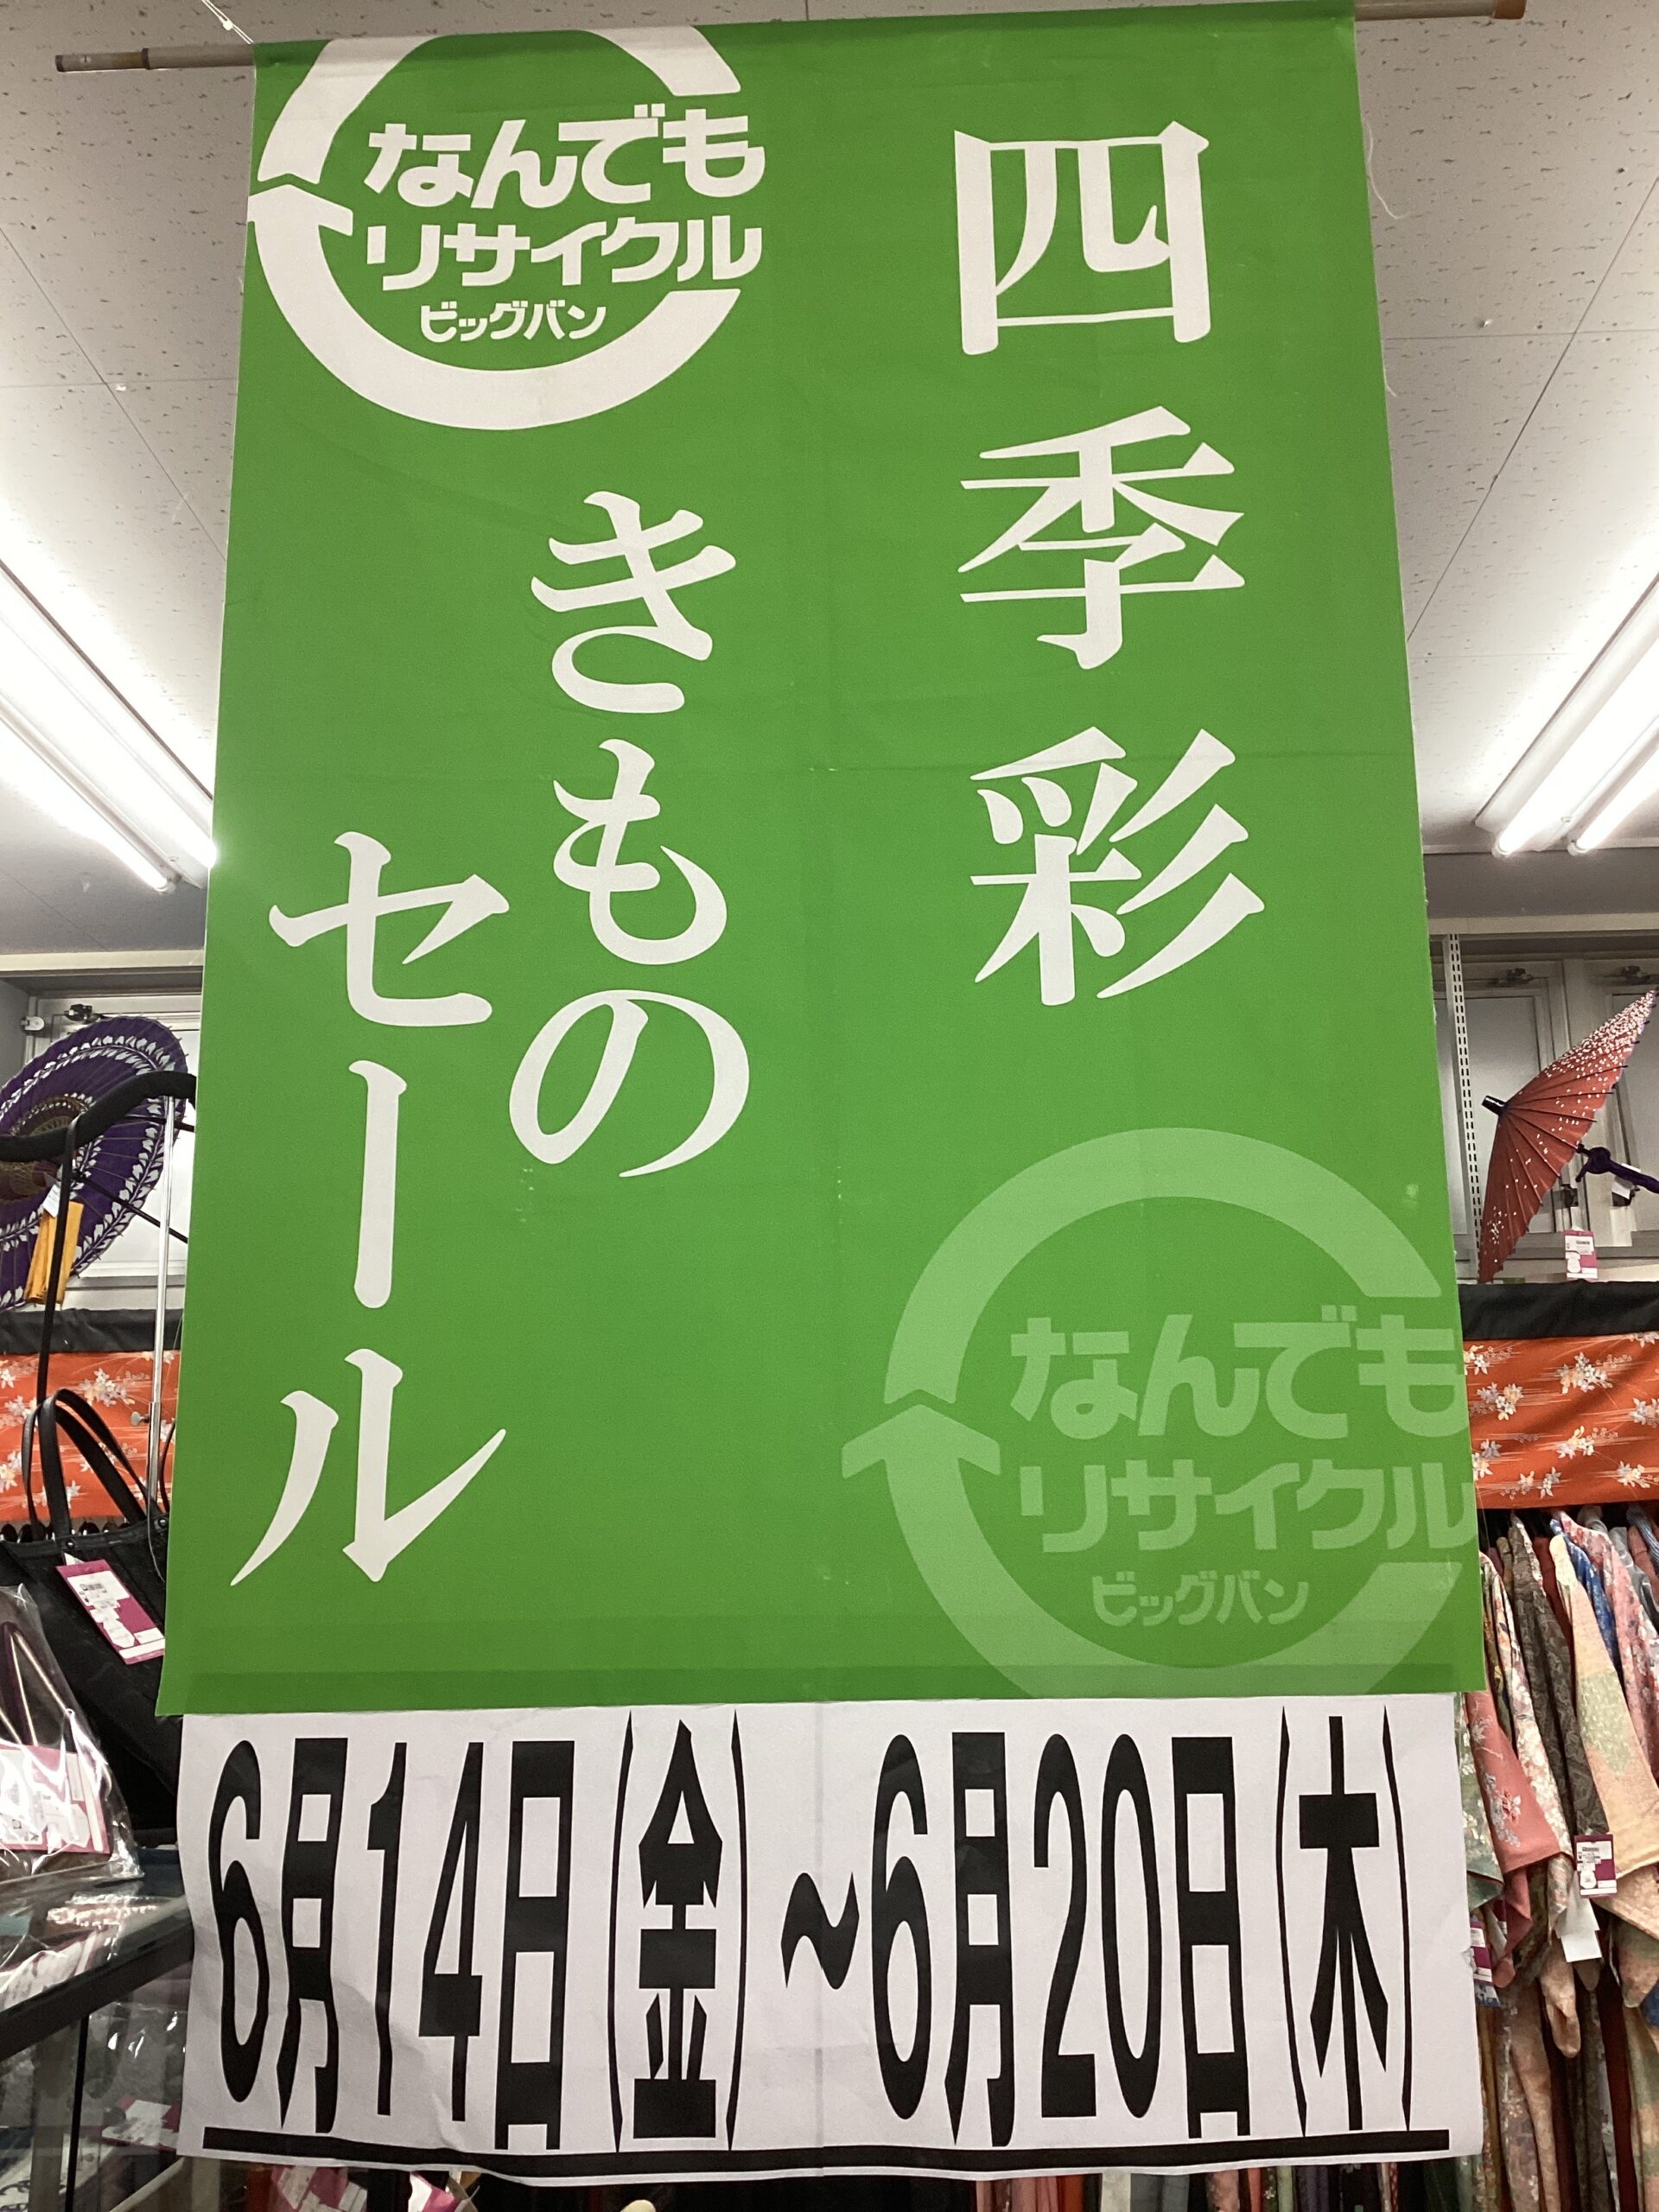 なんでも
リサイクル
ビッグバン
四季彩
きもの
セール
なんでも
リサイクル
ビッグバン
6月14日(金)~6月20日(木)